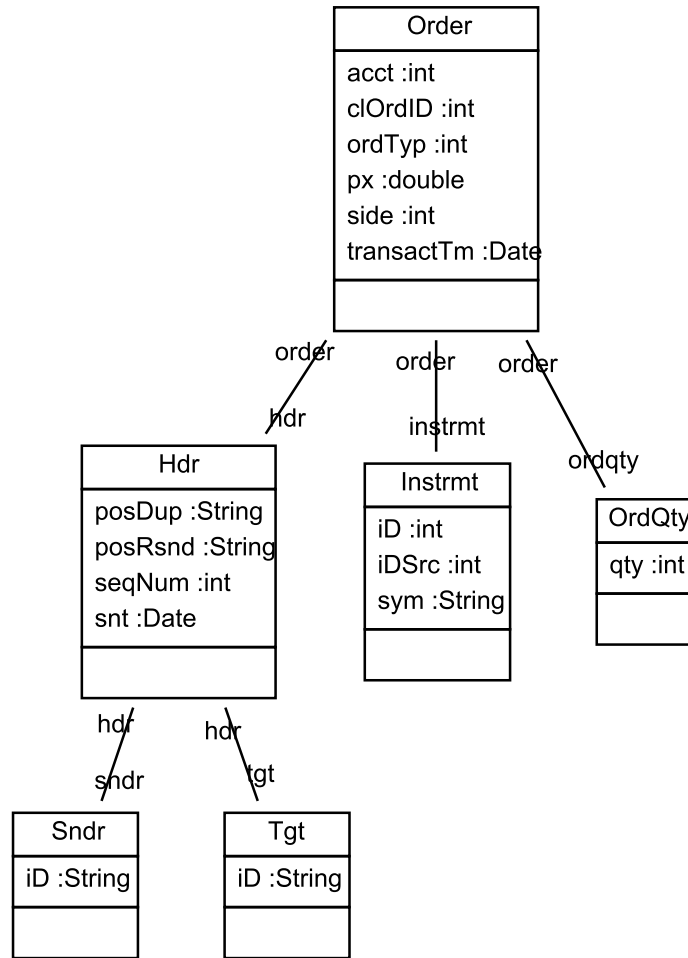 Order
acct :int
clOrdID :int
ordTyp :int
px :double
side :int
transactTm :Date
order
order
order
hdr
instrmt
ordqty
Hdr
posDup :String
posRsnd :String
seqNum :int
snt :Date
Instrmt
iD :int
iDSrc :int
sym :String
OrdQty
qty :int
hdr
hdr
sndr
tgt
Sndr
iD :String
Tgt
iD :String